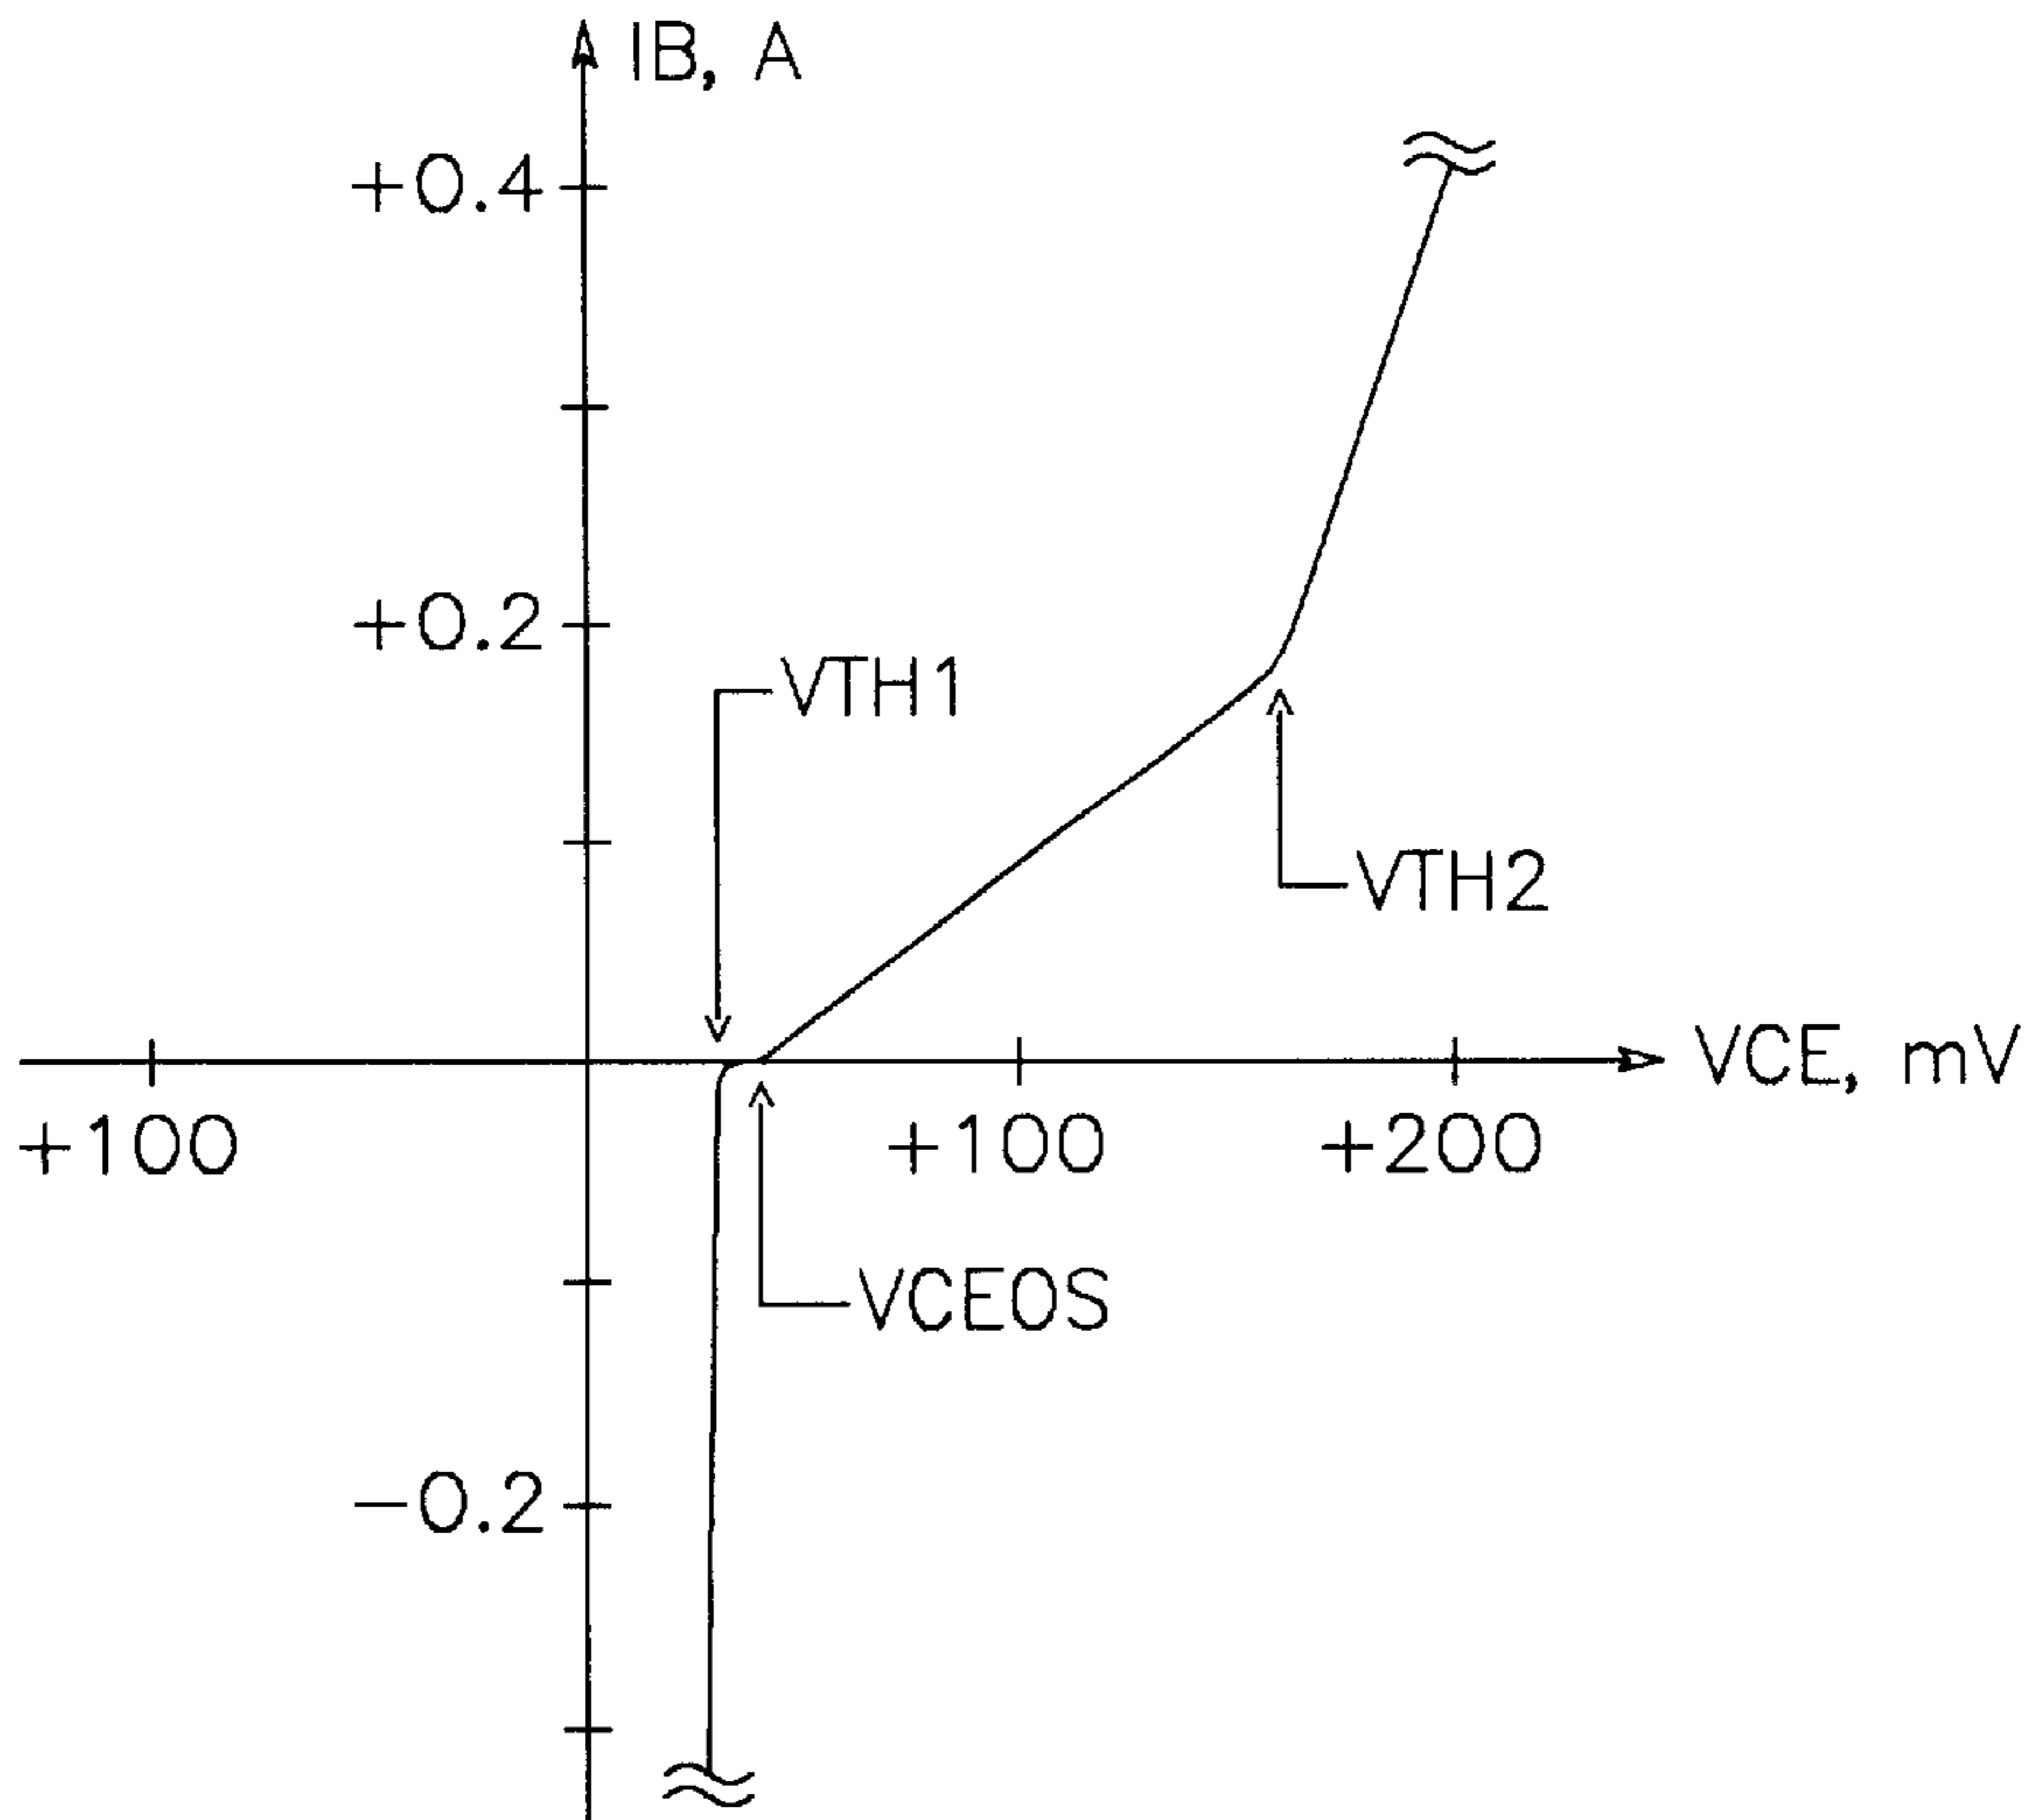 IB, A
+0.4
+0.2
VTH1
VTH2
VCE, mV
+100
+100
+200
VCEOS
−0.2